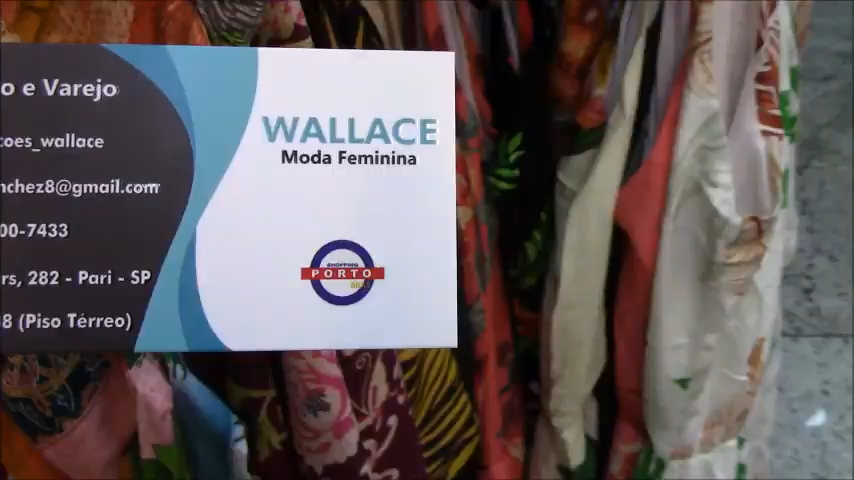 o e Varejo
coes_wallace
nchez8@gmail.com
00-7433
rs, 282 - Pari - SP
8 (Piso Térreo)
WALLACE
Moda Feminina
SHOPPING
PORTO
BRÁS